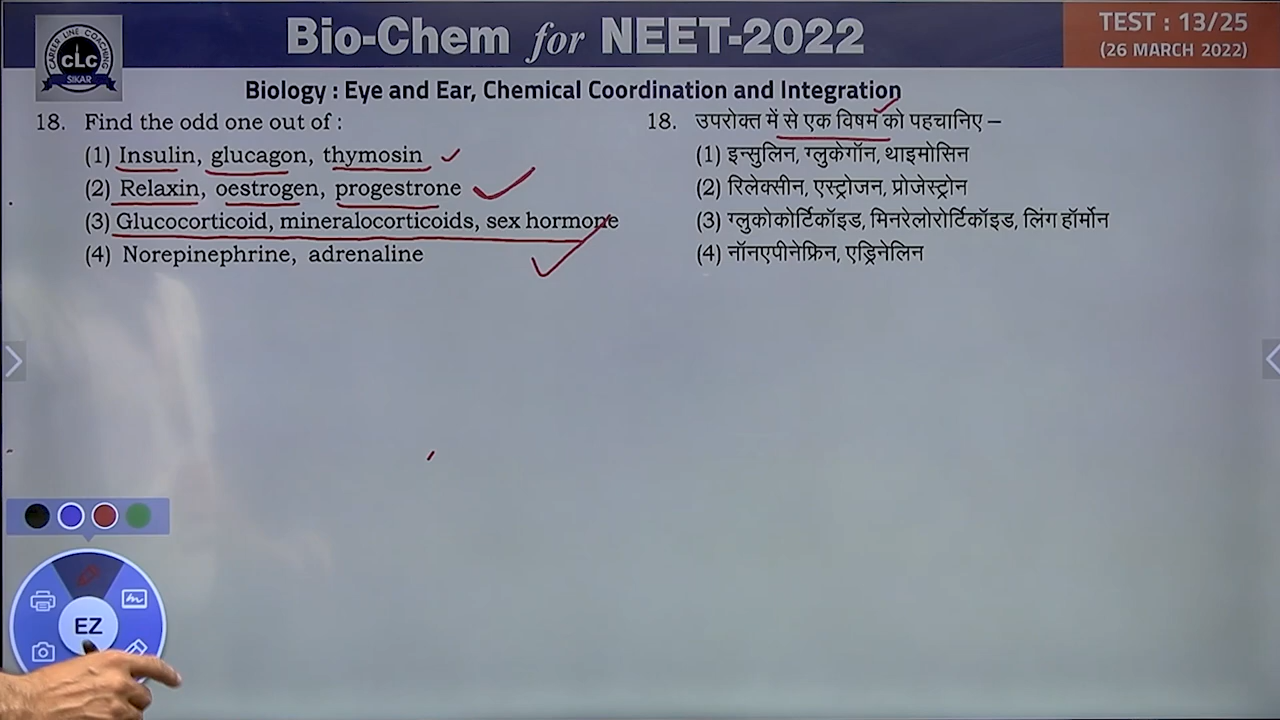 Bio-Chem for NEET-2022
TEST : 13/25
(26 MARCH 2022)
CAREER LINE COACHING
CLC
SIKAR
Biology : Eye and Ear, Chemical Coordination and Integration
18. Find the odd one out of :
(1) Insulin, glucagon, thymosin
(2) Relaxin, oestrogen, progestrone
(3) Glucocorticoid, mineralocorticoids, sex hormone
(4) Norepinephrine, adrenaline
18. उपरोक्त में से एक विषम को पहचानिए –
(1) इन्सुलिन, ग्लुकेगॉन, थाइमोसिन
(2) रिलेक्सीन, एस्ट्रोजन, प्रोजेस्ट्रोन
(3) ग्लुकोकोर्टिकॉइड, मिनरेलोरोर्टिकॉइड, लिंग हॉर्मोन
(4) नॉनएपीनेफ्रिन, एड्रिनेलिन
EZ